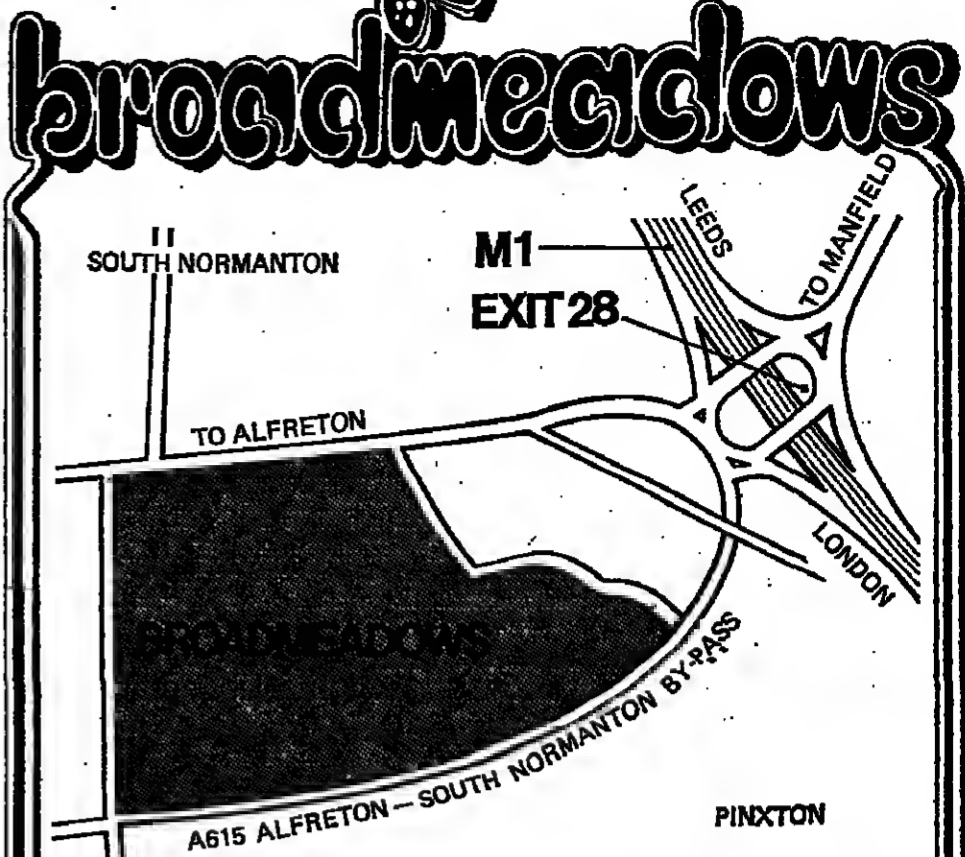 broadmeadows
SOUTH NORMANTON
M1
EXIT 28
LEEDS
TO MANFIELD
TO ALFRETON
LONDON
BROADMEADOWS
A615 ALFRETON — SOUTH NORMANTON BY-PASS
PINXTON